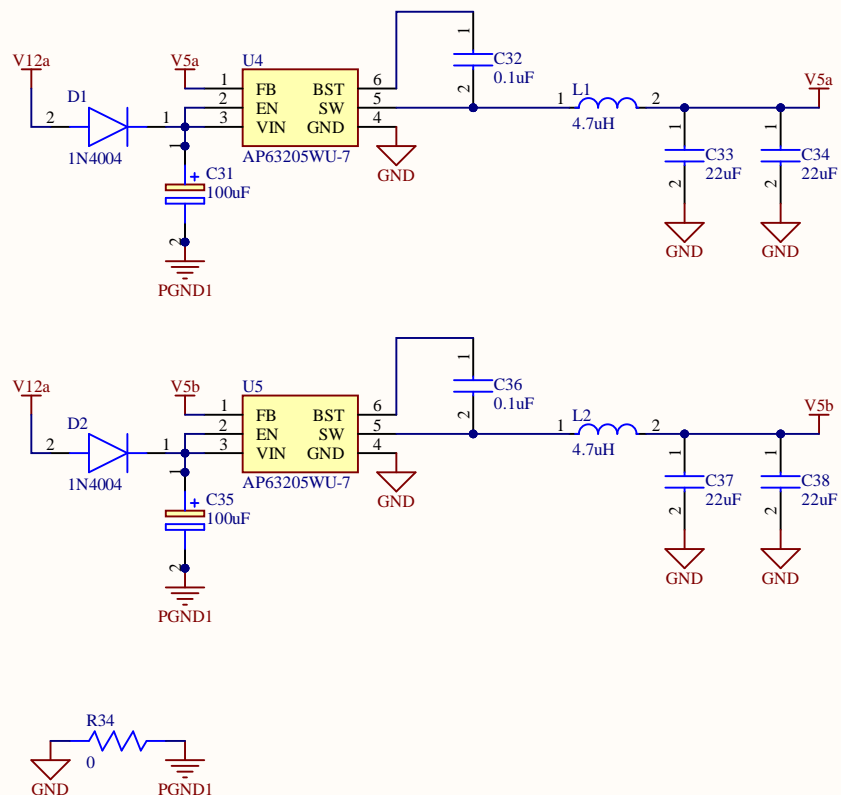 V12a
D1
2
1
1N4004
V5a
U4
1 FB BST 6
2 EN SW 5
3 VIN GND 4
AP63205WU-7
GND
1
C32
0.1uF
2
L1
1 2
4.7uH
V5a
1
C33
22uF
2
GND
1
C34
22uF
2
GND
1
+
C31
100uF
2
PGND1
V12a
D2
2
1
1N4004
V5b
U5
1 FB BST 6
2 EN SW 5
3 VIN GND 4
AP63205WU-7
GND
1
C36
0.1uF
2
L2
1 2
4.7uH
V5b
1
C37
22uF
2
GND
1
C38
22uF
2
GND
1
+
C35
100uF
2
PGND1
R34
0
GND
PGND1